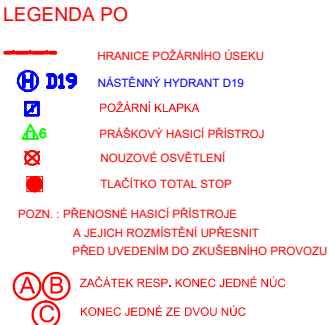 LEGENDA PO
HRANICE POŽÁRNÍHO ÚSEKU
H D19 NÁSTĚNNÝ HYDRANT D19
POŽÁRNÍ KLAPKA
6 PRÁŠKOVÝ HASICÍ PŘÍSTROJ
NOUZOVÉ OSVĚTLENÍ
TLAČÍTKO TOTAL STOP
POZN. : PŘENOSNÉ HASICÍ PŘÍSTROJE
A JEJICH ROZMÍSTĚNÍ UPŘESNIT
PŘED UVEDENÍM DO ZKUŠEBNÍHO PROVOZU
A B ZAČÁTEK RESP. KONEC JEDNÉ NÚC
C KONEC JEDNÉ ZE DVOU NÚC